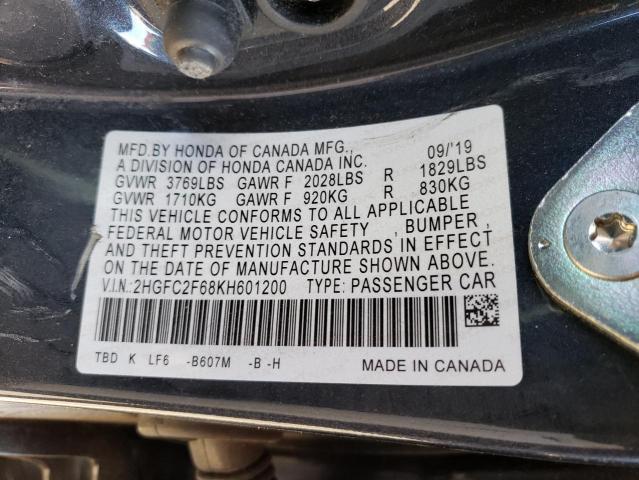 MFD.BY HONDA OF CANADA MFG., 09/'19
A DIVISION OF HONDA CANADA INC.
GVWR 3769LBS GAWR F 2028LBS R 1829LBS
GVWR 1710KG GAWR F 920KG R 830KG
THIS VEHICLE CONFORMS TO ALL APPLICABLE
FEDERAL MOTOR VEHICLE SAFETY , BUMPER ,
AND THEFT PREVENTION STANDARDS IN EFFECT
ON THE DATE OF MANUFACTURE SHOWN ABOVE.
V.I.N.:2HGFC2F68KH601200 TYPE: PASSENGER CAR
TBD K LF6 -B607M -B -H MADE IN CANADA